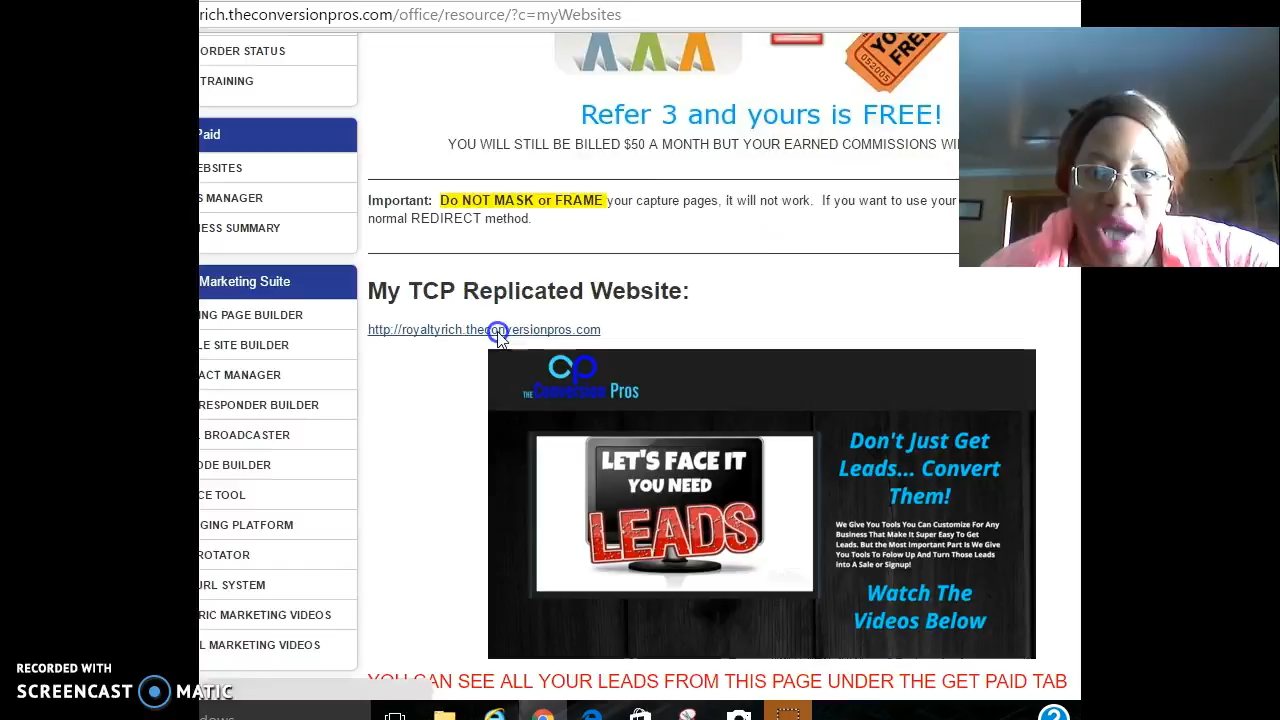 rich.theconversionpros.com/office/resource/?c=myWebsites
ORDER STATUS
TRAINING
Paid
EBSITES
S MANAGER
NESS SUMMARY
Marketing Suite
ING PAGE BUILDER
LE SITE BUILDER
ACT MANAGER
RESPONDER BUILDER
L BROADCASTER
ODE BUILDER
CE TOOL
GING PLATFORM
ROTATOR
URL SYSTEM
RIC MARKETING VIDEOS
L MARKETING VIDEOS
YOU
FREE
052005
Refer 3 and yours is FREE!
YOU WILL STILL BE BILLED $50 A MONTH BUT YOUR EARNED COMMISSIONS WI
Important: Do NOT MASK or FRAME your capture pages, it will not work. If you want to use your
normal REDIRECT method.
My TCP Replicated Website:
http://royaltyrich.theconversionpros.com
THE Conversion Pros
LET'S FACE IT
YOU NEED
LEADS
Don't Just Get
Leads... Convert
Them!
We Give You Tools You Can Customize For Any
Business That Make It Super Easy To Get
Leads. But the Most Important Part Is We Give
You Tools To Folow Up And Turn Those Leads
into A Sale or Signup!
Watch The
Videos Below
YOU CAN SEE ALL YOUR LEADS FROM THIS PAGE UNDER THE GET PAID TAB
RECORDED WITH
SCREENCAST MATIC